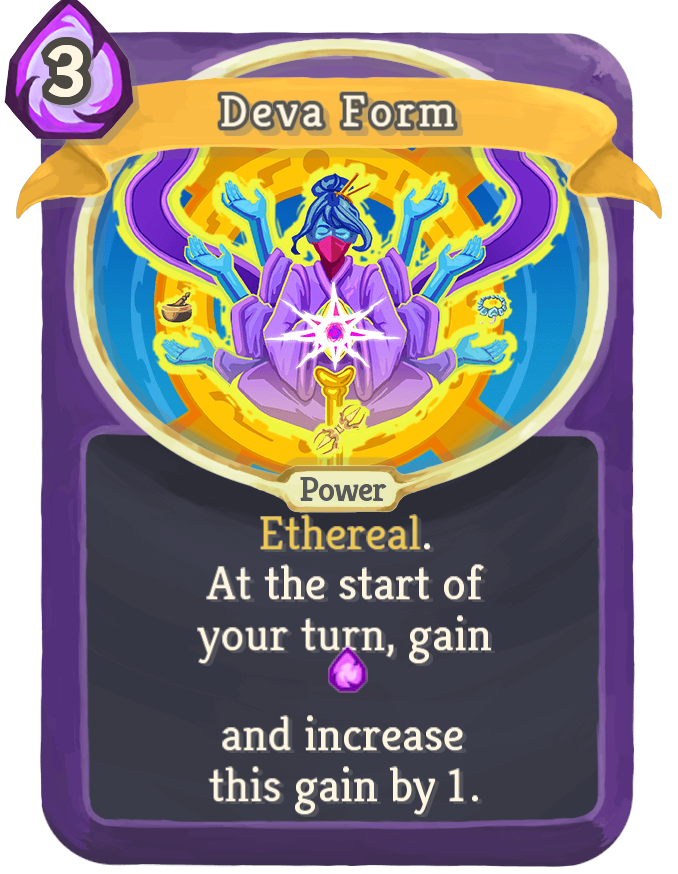 3
Deva Form
Power
Ethereal.
At the start of
your turn, gain
and increase
this gain by 1.